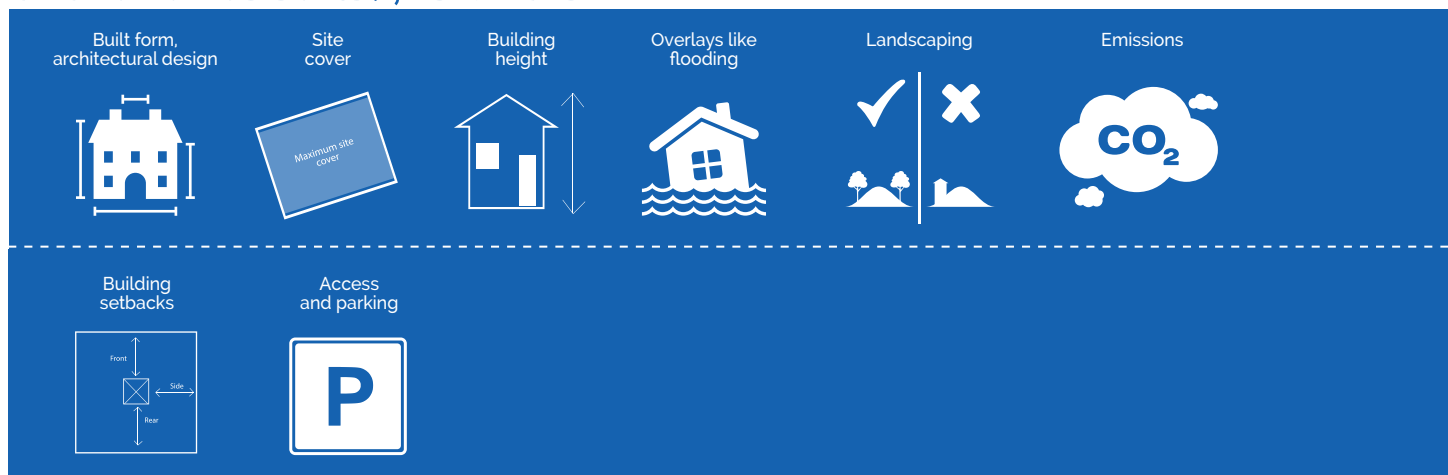 Built form,
architectural design
Site
cover
Building
height
Overlays like
flooding
Landscaping
Emissions
Maximum site
cover
CO2
Building
setbacks
Access
and parking
Front
Side
Rear
P